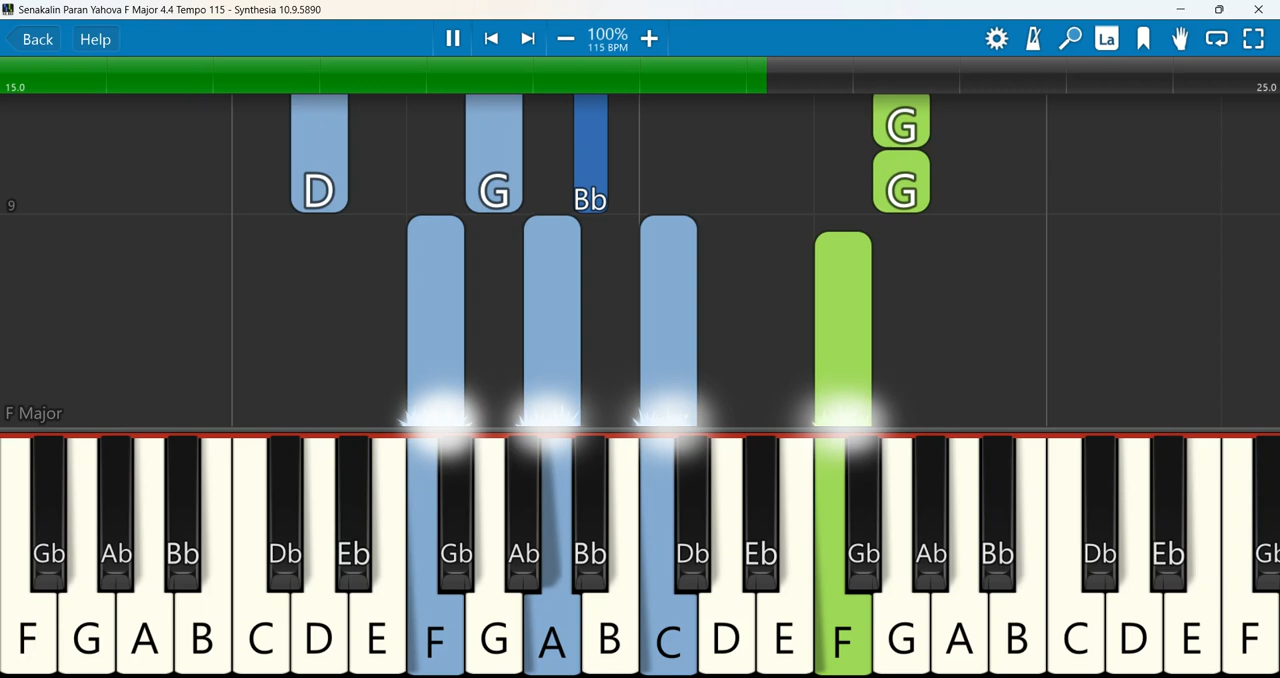 Senakalin Paran Yahova F Major 4.4 Tempo 115 - Synthesia 10.9.5890
Back Help 100% La
115 BPM
15.0 25.0
G
D G Bb G
9
F Major
Gb Ab Bb Db Eb Gb Ab Bb Db Eb Gb Ab Bb Db Eb Gb
F G A B C D E F G A B C D E F G A B C D E F